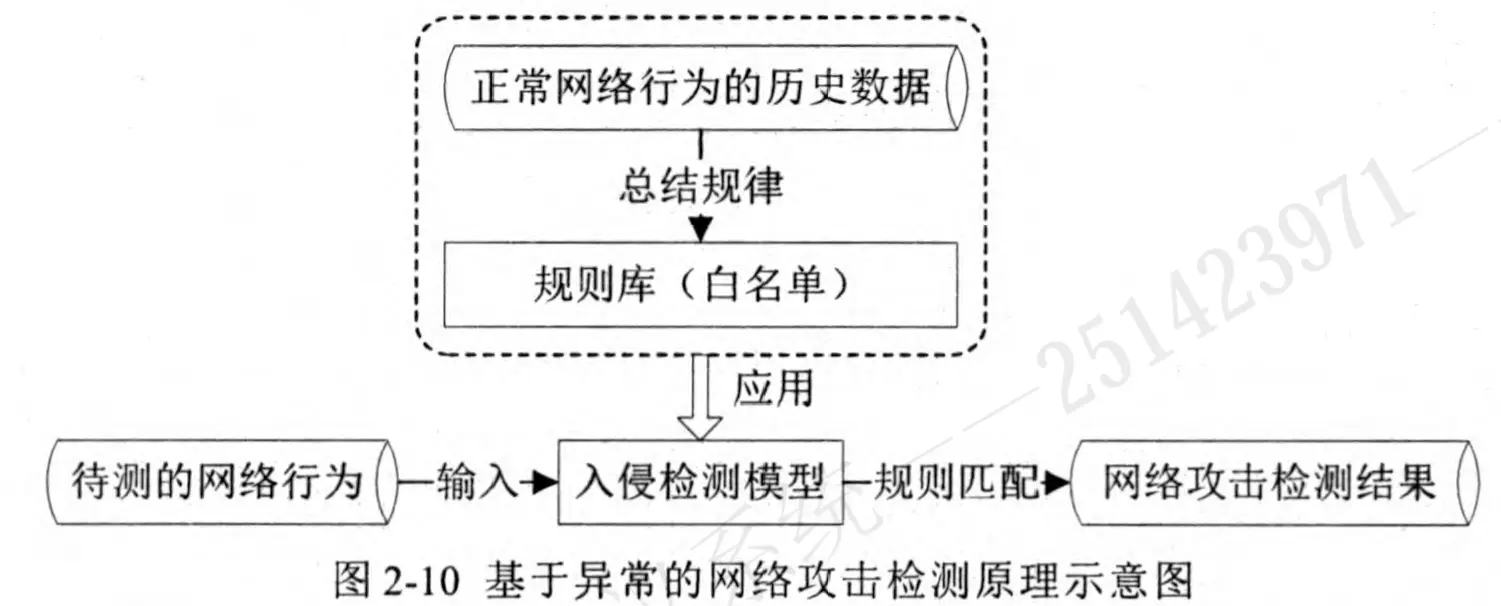 正常网络行为的历史数据
总结规律
规则库（白名单）
应用
待测的网络行为
输入
入侵检测模型
规则匹配
网络攻击检测结果
图2-10 基于异常的网络攻击检测原理示意图
系统——251423971—